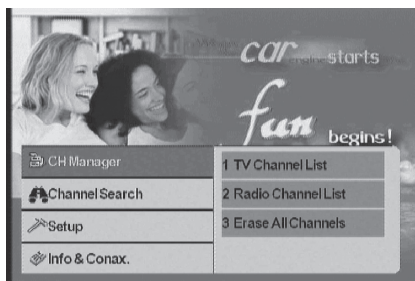 car
engine starts
fun
begins!
CH Manager
Channel Search
Setup
Info & Conax.
1 TV Channel List
2 Radio Channel List
3 Erase All Channels